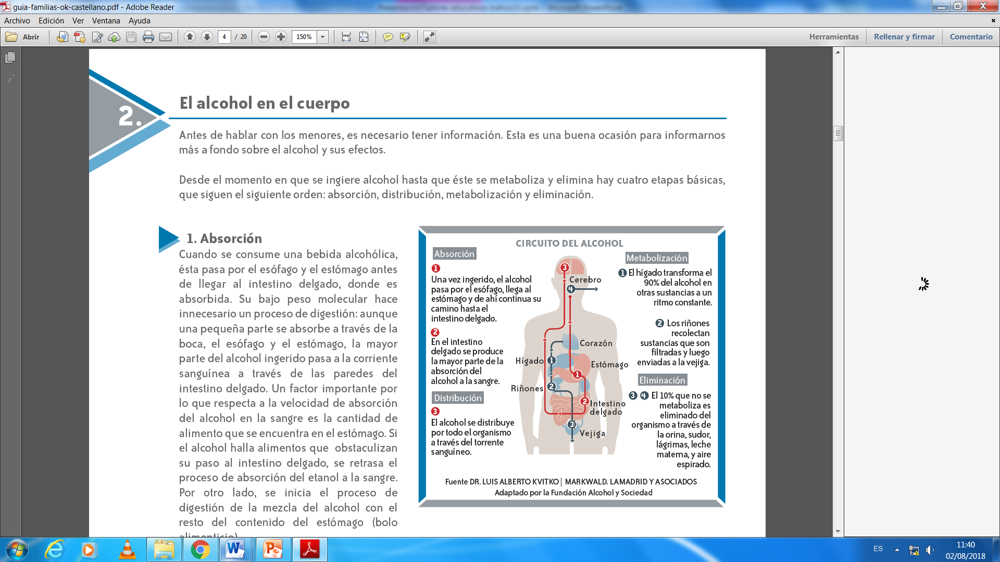 guia-familias-ok-castellano.pdf - Adobe Reader
Archivo Edición Ver Ventana Ayuda
Abrir 4 / 20 150% Herramientas Rellenar y firmar Comentario
2.
El alcohol en el cuerpo
Antes de hablar con los menores, es necesario tener información. Esta es una buena ocasión para informarnos
más a fondo sobre el alcohol y sus efectos.
Desde el momento en que se ingiere alcohol hasta que éste se metaboliza y elimina hay cuatro etapas básicas,
que siguen el siguiente orden: absorción, distribución, metabolización y eliminación.
1. Absorción
Cuando se consume una bebida alcohólica,
ésta pasa por el esófago y el estómago antes
de llegar al intestino delgado, donde es
absorbida. Su bajo peso molecular hace
innecesario un proceso de digestión: aunque
una pequeña parte se absorbe a través de la
boca, el esófago y el estómago, la mayor
parte del alcohol ingerido pasa a la corriente
sanguínea a través de las paredes del
intestino delgado. Un factor importante por
lo que respecta a la velocidad de absorción
del alcohol en la sangre es la cantidad de
alimento que se encuentra en el estómago. Si
el alcohol halla alimentos que obstaculizan
su paso al intestino delgado, se retrasa el
proceso de absorción del etanol a la sangre.
Por otro lado, se inicia el proceso de
digestión de la mezcla del alcohol con el
resto del contenido del estómago (bolo
alimenticio)
CIRCUITO DEL ALCOHOL
Absorción
1
Una vez ingerido, el alcohol
pasa por el esófago, llega al
estómago y de ahí continua su
camino hasta el
intestino delgado.
2
En el intestino
delgado se produce
la mayor parte de la
absorción del
alcohol a la sangre.
Distribución
3
El alcohol se distribuye
por todo el organismo
a través del torrente
sanguíneo.
3
Cerebro
4
Corazón
Hígado 1
Estómago
1
Riñones 2
2 Intestino
delgado
3
Vejiga
Metabolización
1 El hígado transforma el
90% del alcohol en
otras sustancias a un
ritmo constante.
2 Los riñones
recolectan
sustancias que son
filtradas y luego
enviadas a la vejiga.
Eliminación
3 4 El 10% que no se
metaboliza es
eliminado del
organismo a través de
la orina, sudor,
lágrimas, leche
materna, y aire
espirado.
Fuente DR. LUIS ALBERTO KVITKO | MARKWALD. LAMADRID Y ASOCIADOS
Adaptado por la Fundación Alcohol y Sociedad
ES
11:40
02/08/2018